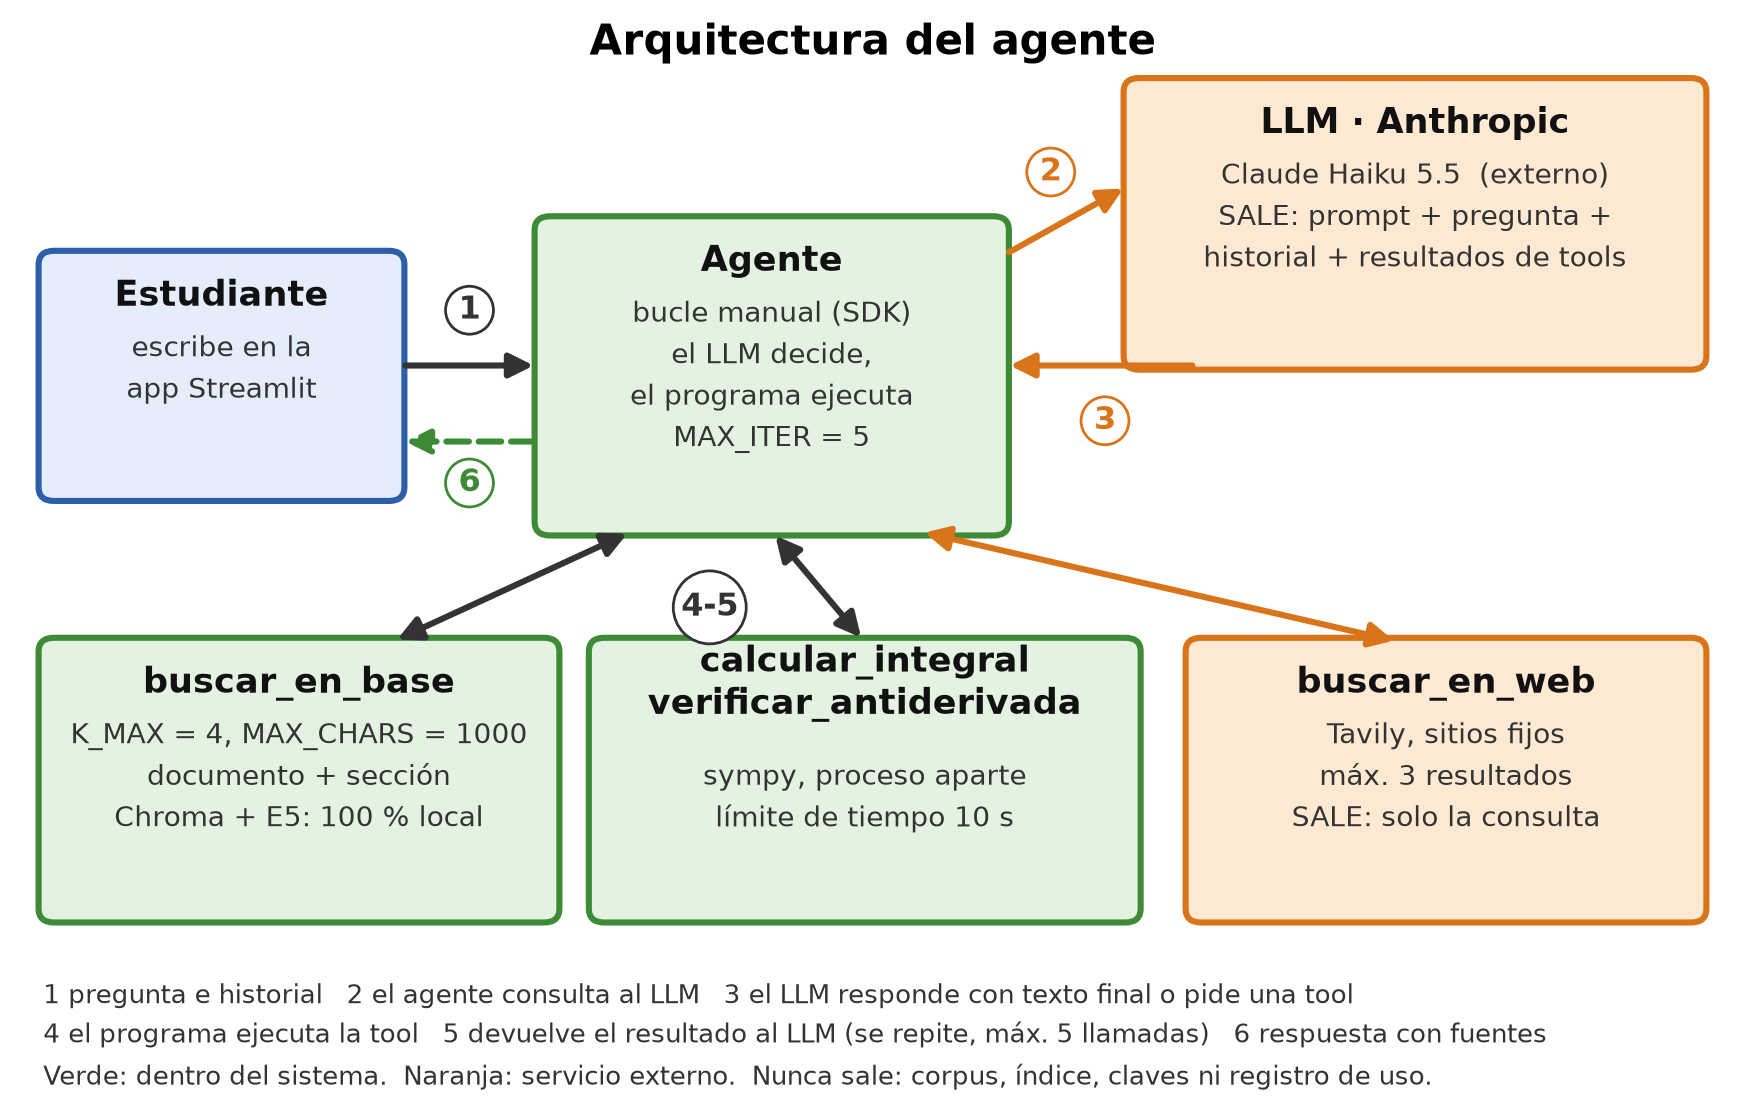 Arquitectura del agente
LLM · Anthropic
Claude Haiku 5.5  (externo)
SALE: prompt + pregunta +
historial + resultados de tools
2
Agente
bucle manual (SDK)
el LLM decide,
el programa ejecuta
MAX_ITER = 5
Estudiante
escribe en la
app Streamlit
1
3
6
4-5
buscar_en_base
K_MAX = 4, MAX_CHARS = 1000
documento + sección
Chroma + E5: 100 % local
calcular_integral
verificar_antiderivada
sympy, proceso aparte
límite de tiempo 10 s
buscar_en_web
Tavily, sitios fijos
máx. 3 resultados
SALE: solo la consulta
1 pregunta e historial   2 el agente consulta al LLM   3 el LLM responde con texto final o pide una tool
4 el programa ejecuta la tool   5 devuelve el resultado al LLM (se repite, máx. 5 llamadas)   6 respuesta con fuentes
Verde: dentro del sistema.  Naranja: servicio externo.  Nunca sale: corpus, índice, claves ni registro de uso.